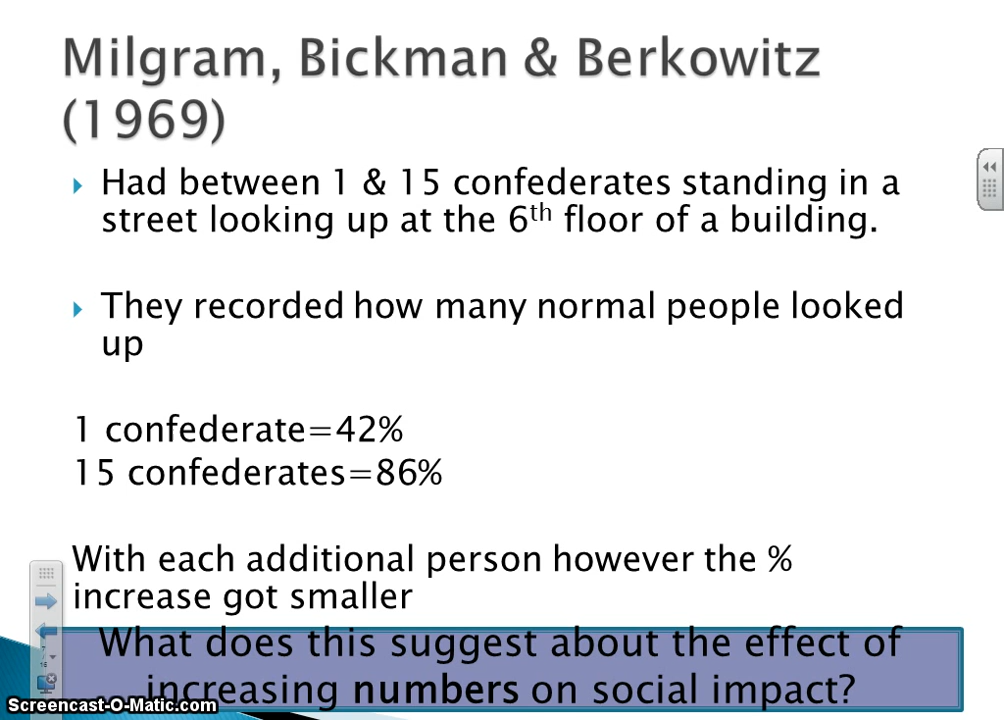 Milgram, Bickman & Berkowitz
(1969)
Had between 1 & 15 confederates standing in a
street looking up at the 6th floor of a building.
They recorded how many normal people looked
up
1 confederate=42%
15 confederates=86%
With each additional person however the %
increase got smaller
What does this suggest about the effect of
increasing numbers on social impact?
Screencast-O-Matic.com